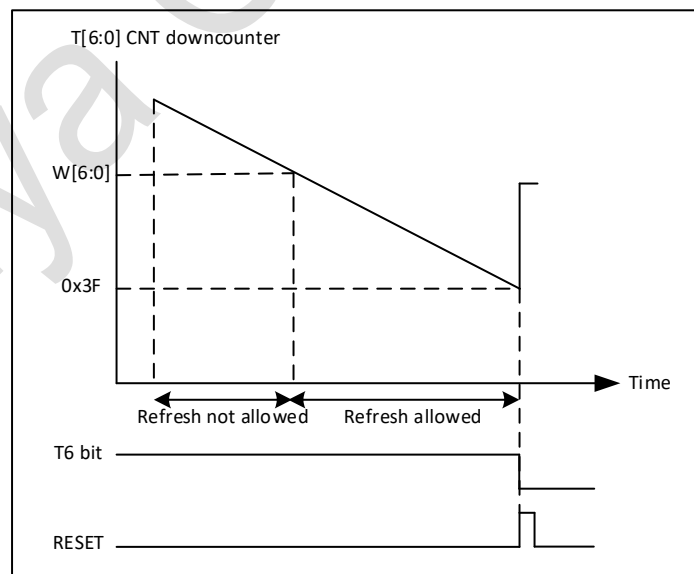 T[6:0] CNT downcounter
W[6:0]
0x3F
Time
Refresh not allowed Refresh allowed
T6 bit
RESET